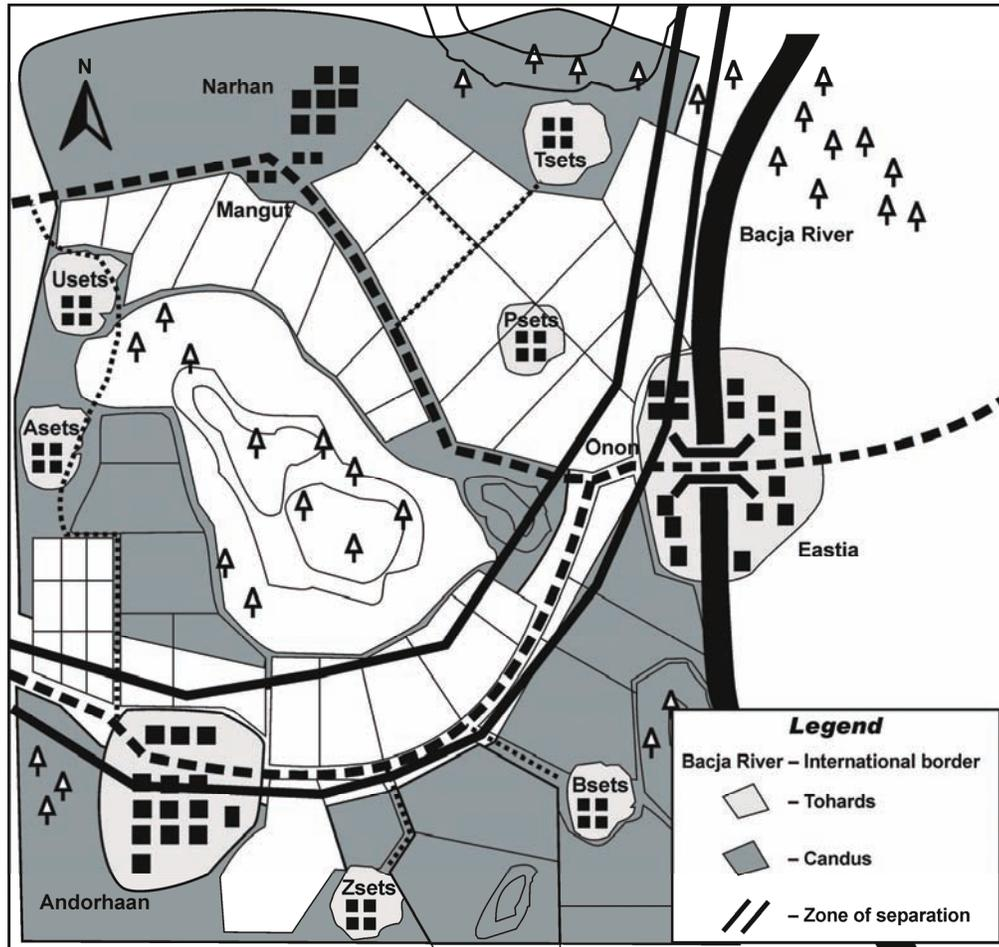 N
Narhan
Tsets
Mangut
Bacja River
Usets
Psets
Asets
Onon
Eastia
Bsets
Zsets
Andorhaan
Legend
Bacja River – International border
– Tohards
– Candus
– Zone of separation